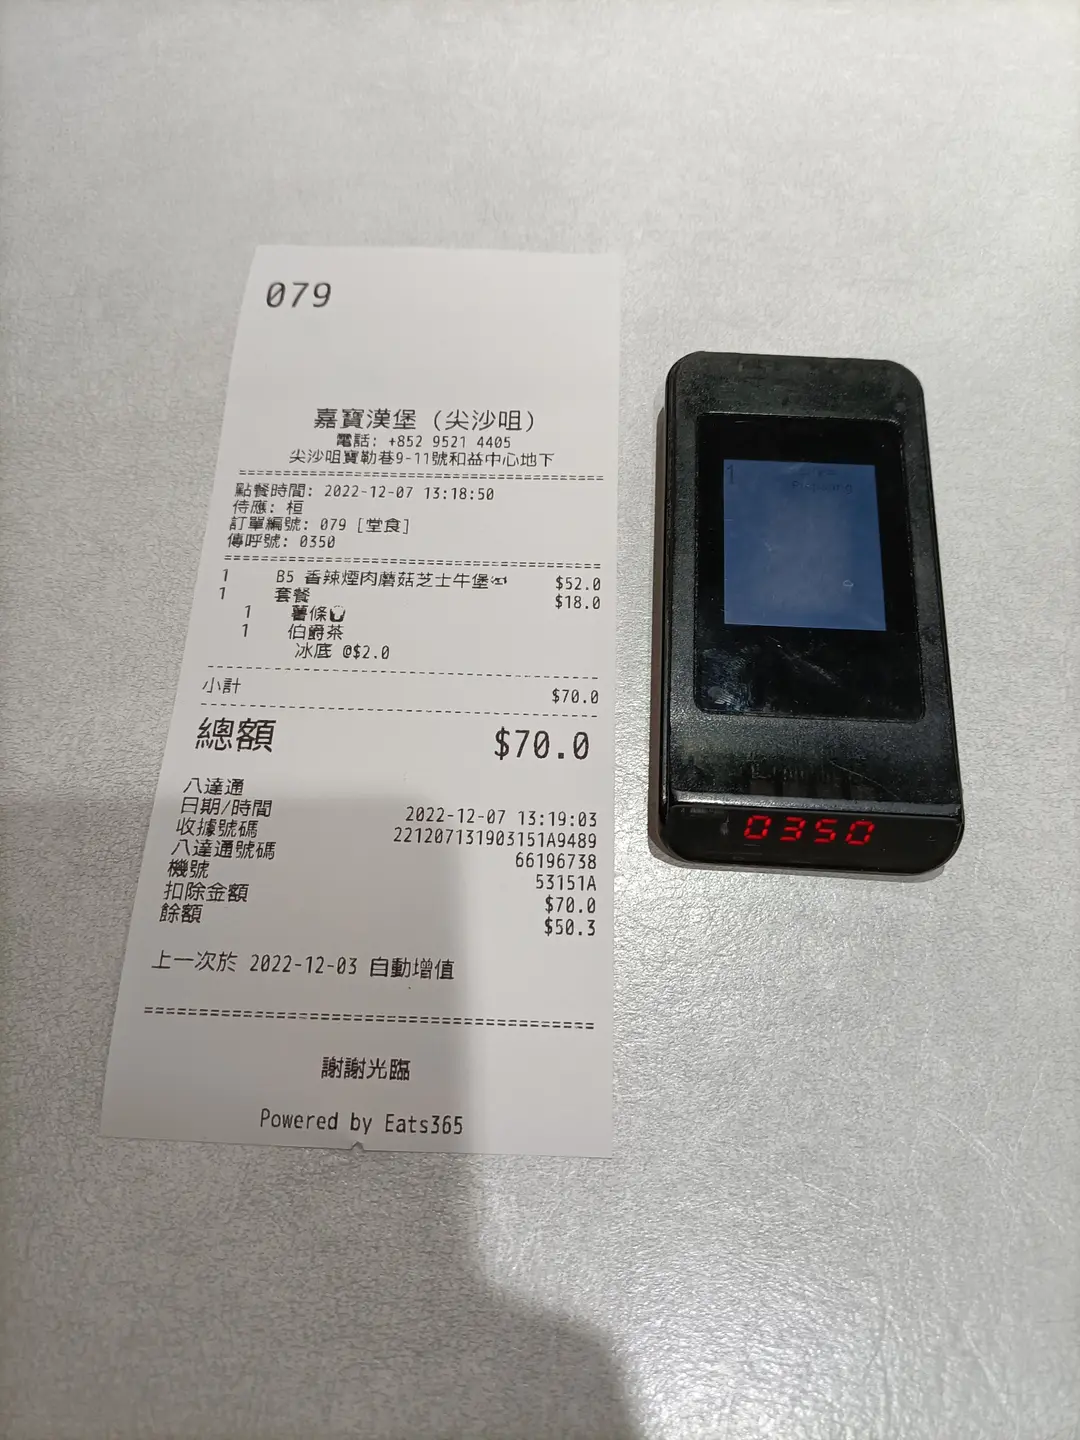 079
嘉寶漢堡 (尖沙咀)
電話: +852 9521 4405
尖沙咀寶勒巷9-11號和益中心地下
點餐時間: 2022-12-07 13:18:50
侍應: 桓
訂單編號: 079 [堂食]
傳呼號: 0350
1 B5 香辣煙肉蘑菇芝士牛堡 $52.0
1 套餐 $18.0
1 薯條
1 伯爵茶
冰底 @$2.0
小計 $70.0
總額 $70.0
八達通
日期/時間 2022-12-07 13:19:03
收據號碼 221207131903151A9489
八達通號碼 66196738
機號 53151A
扣除金額 $70.0
餘額 $50.3
上一次於 2022-12-03 自動增值
謝謝光臨
Powered by Eats365
1
Preparing
0350